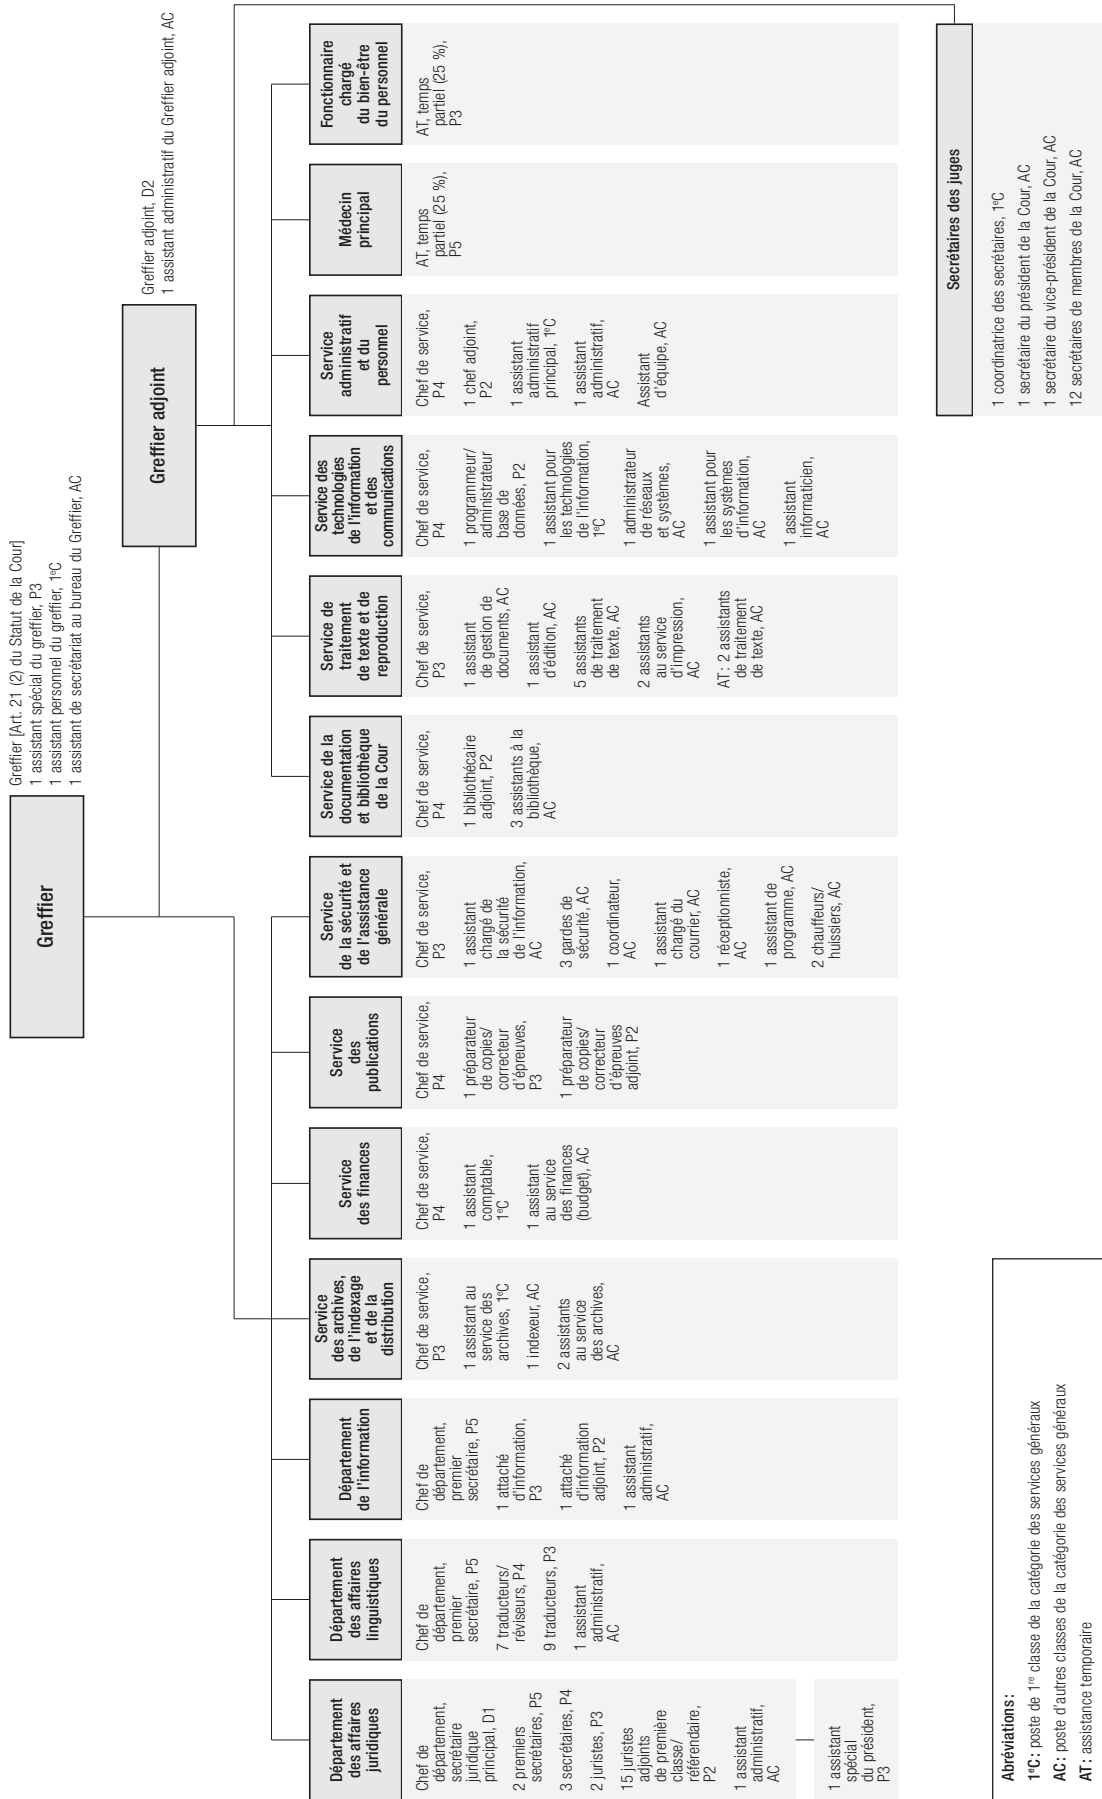 Greffier
Greffier [Art. 21 (2) du Statut de la Cour]
1 assistant spécial du greffier, P3
1 assistant personnel du greffier, 1eC
1 assistant de secrétariat au bureau du Greffier, AC
Greffier adjoint
Greffier adjoint, D2
1 assistant administratif du Greffier adjoint, AC
Département
des affaires
juridiques
Chef de
département,
secrétaire
juridique
principal, D1
2 premiers
secrétaires, P5
3 secrétaires, P4
2 juristes, P3
15 juristes
adjoints
de première
classe/
référendaire,
P2
1 assistant
administratif,
AC
1 assistant
spécial
du président,
P3
Département
des affaires
linguistiques
Chef de
département,
premier
secrétaire, P5
7 traducteurs/
réviseurs, P4
9 traducteurs, P3
1 assistant
administratif,
AC
Département
de l'information
Chef de
département,
premier
secrétaire, P5
1 attaché
d'information,
P3
1 attaché
d'information
adjoint, P2
1 assistant
administratif,
AC
Service
des archives,
de l'indexage
et de la
distribution
Chef de service,
P3
1 assistant au
service des
archives, 1eC
1 indexeur, AC
2 assistants
au service
des archives,
AC
Service
des finances
Chef de service,
P4
1 assistant
comptable,
1eC
1 assistant
au service
des finances
(budget), AC
Service
des
publications
Chef de service,
P4
1 préparateur
de copies/
correcteur
d'épreuves,
P3
1 préparateur
de copies/
correcteur
d'épreuves
adjoint, P2
Service
de la sécurité et
de l'assistance
générale
Chef de service,
P3
1 assistant
chargé de
la sécurité
de l'information,
AC
3 gardes de
sécurité, AC
1 coordinateur,
AC
1 assistant
chargé du
courrier, AC
1 réceptionniste,
AC
1 assistant de
programme, AC
2 chauffeurs/
huissiers, AC
Service de la
documentation
et bibliothèque
de la Cour
Chef de service,
P4
1 bibliothécaire
adjoint, P2
3 assistants à la
bibliothèque,
AC
Service de
traitement
de texte et de
reproduction
Chef de service,
P3
1 assistant
de gestion de
documents, AC
1 assistant
d'édition, AC
5 assistants
de traitement
de texte, AC
2 assistants
au service
d'impression,
AC
AT: 2 assistants
de traitement
de texte, AC
Service des
technologies
de l'information
et des
communications
Chef de service,
P4
1 programmeur/
administrateur
base de
données, P2
1 assistant pour
les technologies
de l'information,
1eC
1 administrateur
de réseaux
et systèmes,
AC
1 assistant pour
les systèmes
d'information,
AC
1 assistant
informaticien,
AC
Service
administratif
et du
personnel
Chef de service,
P4
1 chef adjoint,
P2
1 assistant
administratif
principal, 1eC
1 assistant
administratif,
AC
Assistant
d'équipe, AC
Médecin
principal
AT, temps
partiel (25 %),
P5
Fonctionnaire
chargé
du bien-être
du personnel
AT, temps
partiel (25 %),
P3
Secrétaires des juges
1 coordinatrice des secrétaires, 1eC
1 secrétaire du président de la Cour, AC
1 secrétaire du vice-président de la Cour, AC
12 secrétaires de membres de la Cour, AC
Abréviations:
1eC: poste de 1re classe de la catégorie des services généraux
AC: poste d'autres classes de la catégorie des services généraux
AT: assistance temporaire